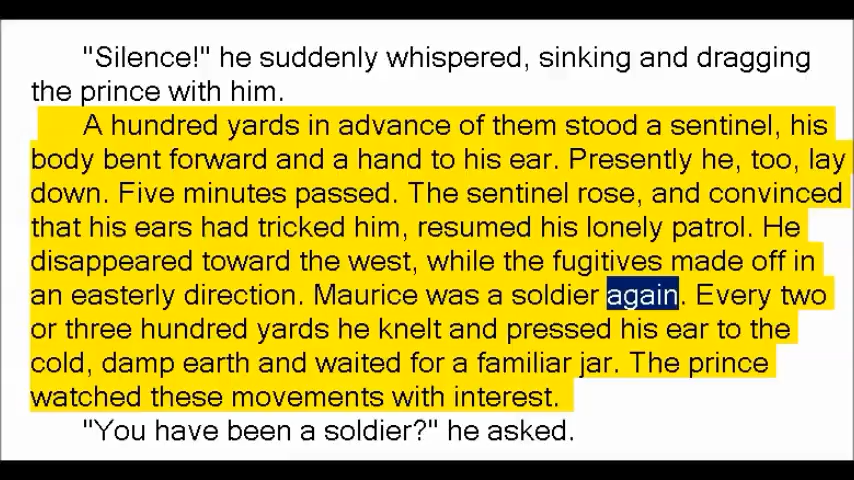 "Silence!" he suddenly whispered, sinking and dragging
the prince with him.
A hundred yards in advance of them stood a sentinel, his
body bent forward and a hand to his ear. Presently he, too, lay
down. Five minutes passed. The sentinel rose, and convinced
that his ears had tricked him, resumed his lonely patrol. He
disappeared toward the west, while the fugitives made off in
an easterly direction. Maurice was a soldier again. Every two
or three hundred yards he knelt and pressed his ear to the
cold, damp earth and waited for a familiar jar. The prince
watched these movements with interest.
"You have been a soldier?" he asked.